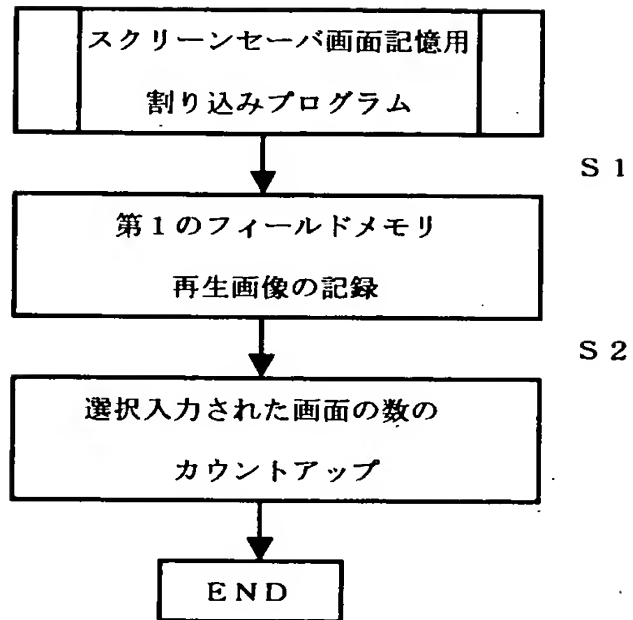 スクリーンセーバ画面記憶用
割り込みプログラム
S1
第1のフィールドメモリ
再生画像の記録
S2
選択入力された画面の数の
カウントアップ
END